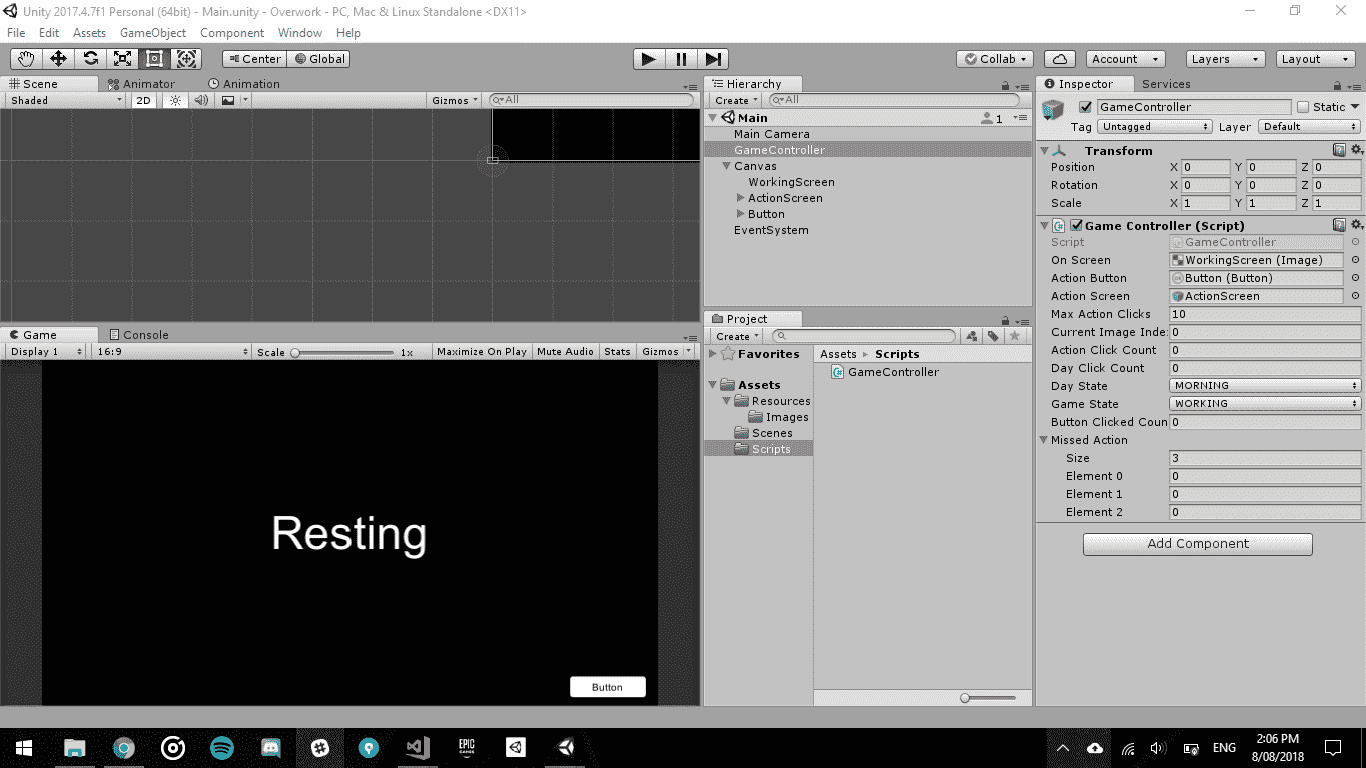 Unity 2017.4.7f1 Personal (64bit) - Main.unity - Overwork - PC, Mac & Linux Standalone <DX11>
File Edit Assets GameObject Component Window Help
Center Global Collab Account Layers Layout
Scene Animator Animation
Shaded 2D Gizmos All
Game Console
Display 1 16:9 Scale 1x Maximize On Play Mute Audio Stats Gizmos
Resting
Button
Hierarchy
Create All
Main 1
Main Camera
GameController
Canvas
WorkingScreen
ActionScreen
Button
EventSystem
Project
Create
Favorites
Assets
Resources
Images
Scenes
Scripts
Assets Scripts
GameController
Inspector Services
GameController Static
Tag Untagged Layer Default
Transform
Position X 0 Y 0 Z 0
Rotation X 0 Y 0 Z 0
Scale X 1 Y 1 Z 1
Game Controller (Script)
Script GameController
On Screen WorkingScreen (Image)
Action Button Button (Button)
Action Screen ActionScreen
Max Action Clicks 10
Current Image Inde 0
Action Click Count 0
Day Click Count 0
Day State MORNING
Game State WORKING
Button Clicked Coun 0
Missed Action
Size 3
Element 0 0
Element 1 0
Element 2 0
Add Component
EPIC GAMES
ENG
2:06 PM
8/08/2018